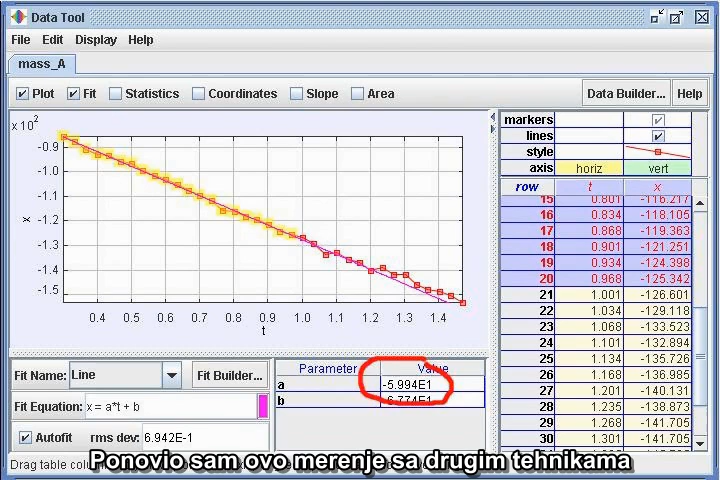 Data Tool
File Edit Display Help
mass_A
Plot Fit Statistics Coordinates Slope Area Data Builder... Help
x 10^2
-0.9
-1.0
-1.1
-1.2
-1.3
-1.4
-1.5
x
0.4 0.5 0.6 0.7 0.8 0.9 1.0 1.1 1.2 1.3 1.4
t
markers
lines
style
axis horiz vert
row t x
15 0.801 -116.217
16 0.834 -118.105
17 0.868 -119.363
18 0.901 -121.251
19 0.934 -124.398
20 0.968 -125.342
21 1.001 -126.601
22 1.034 -129.118
23 1.068 -133.523
24 1.101 -132.894
25 1.134 -135.726
26 1.168 -136.985
27 1.201 -140.131
28 1.235 -138.873
29 1.268 -141.705
30 1.301 -141.705
Fit Name: Line Fit Builder...
Fit Equation: x = a*t + b
Autofit rms dev: 6.942E-1
Parameter Value
a -5.994E1
b -6.774E1
Drag table colum
Ponovio sam ovo merenje sa drugim tehnikama